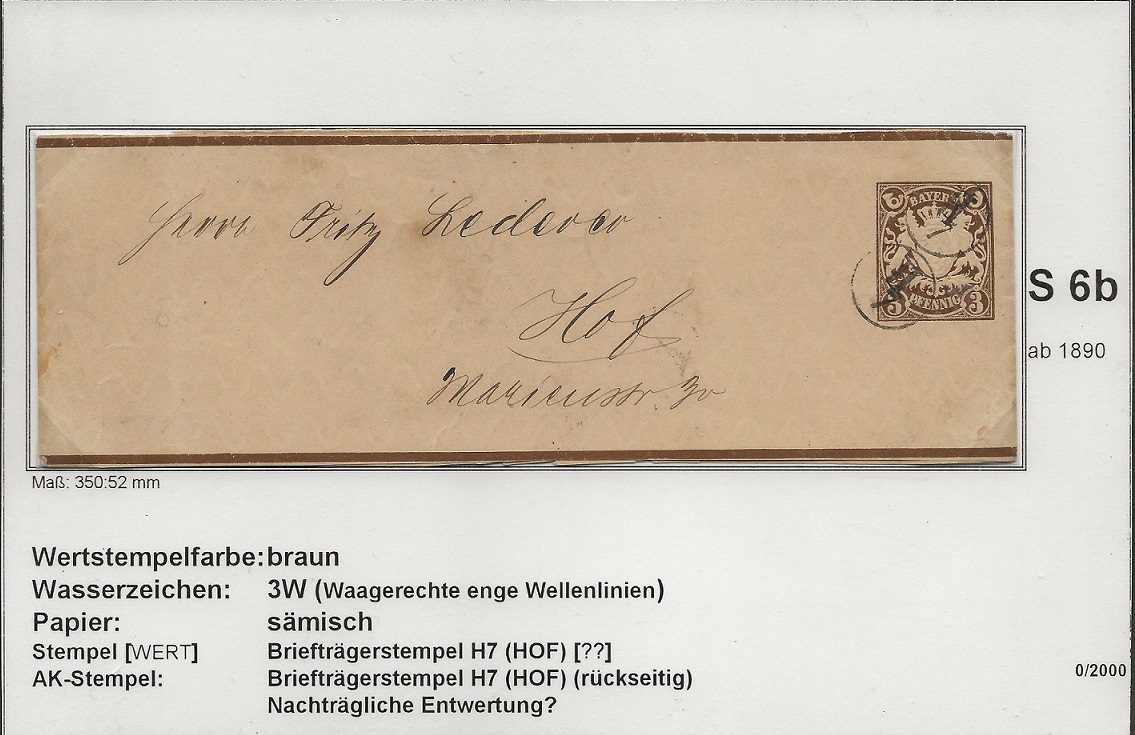 Herrn Fritz Lederer
Hof
Marienstr. 30
3 BAYERN 3
3 PFENNIG 3
S 6b
ab 1890
Maß: 350:52 mm
Wertstempelfarbe: braun
Wasserzeichen: 3W (Waagerechte enge Wellenlinien)
Papier: sämisch
Stempel [WERT] Briefträgerstempel H7 (HOF) [??]
AK-Stempel: Briefträgerstempel H7 (HOF) (rückseitig)
Nachträgliche Entwertung?
0/2000